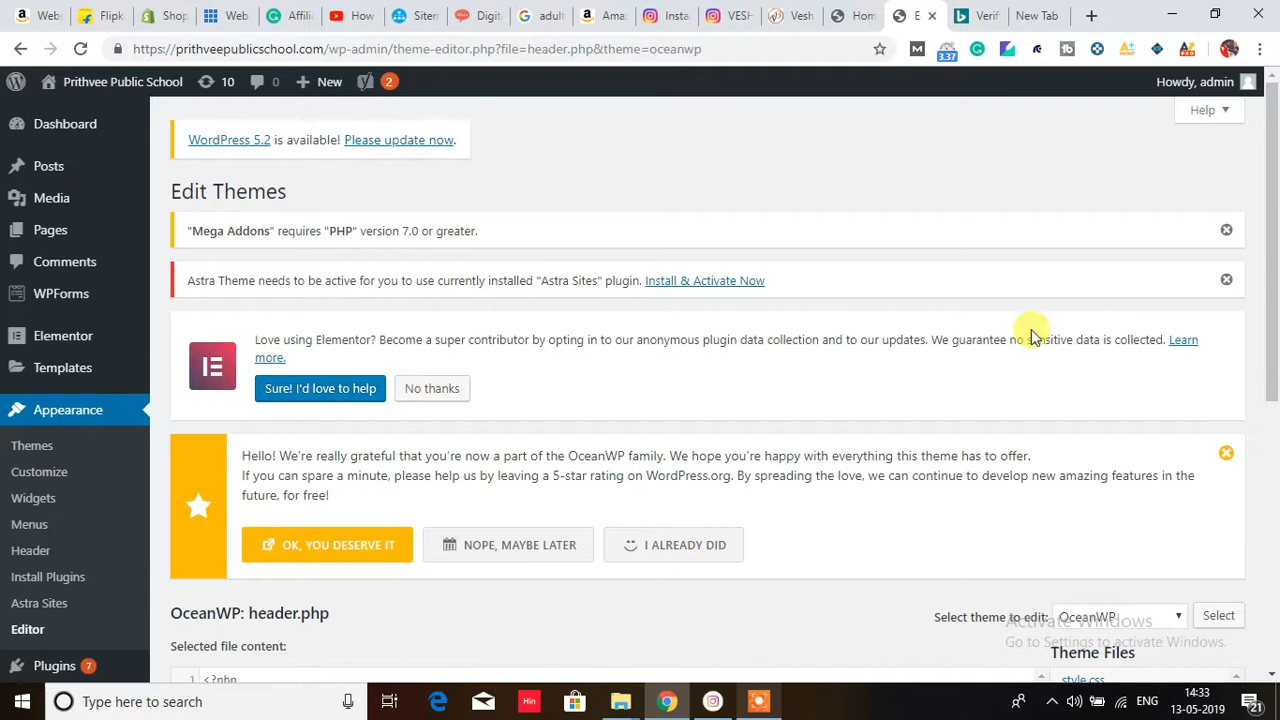 Webs
Flipk
Shop
Web
Affilia
How
Sitem
Digit
adult
Amaz
Insta
VESH
Vesh
Hom
E
Verif
New Tab
https://prithveepublicschool.com/wp-admin/theme-editor.php?file=header.php&theme=oceanwp
3.37
Prithvee Public School 10 0 New 2 Howdy, admin
Help
Dashboard
Posts
Media
Pages
Comments
WPForms
Elementor
Templates
Appearance
Themes
Customize
Widgets
Menus
Header
Install Plugins
Astra Sites
Editor
Plugins 7
WordPress 5.2 is available! Please update now.
Edit Themes
"Mega Addons" requires "PHP" version 7.0 or greater.
Astra Theme needs to be active for you to use currently installed "Astra Sites" plugin. Install & Activate Now
Love using Elementor? Become a super contributor by opting in to our anonymous plugin data collection and to our updates. We guarantee no sensitive data is collected. Learn
more.
Sure! I'd love to help No thanks
Hello! We're really grateful that you're now a part of the OceanWP family. We hope you're happy with everything this theme has to offer.
If you can spare a minute, please help us by leaving a 5-star rating on WordPress.org. By spreading the love, we can continue to develop new amazing features in the
future, for free!
OK, YOU DESERVE IT NOPE, MAYBE LATER I ALREADY DID
OceanWP: header.php
Select theme to edit: OceanWP Select
Selected file content:
Theme Files
1 <?php
style.css
Activate Windows
Go to Settings to activate Windows.
Type here to search
Hin
ENG
14:33
13-05-2019
21